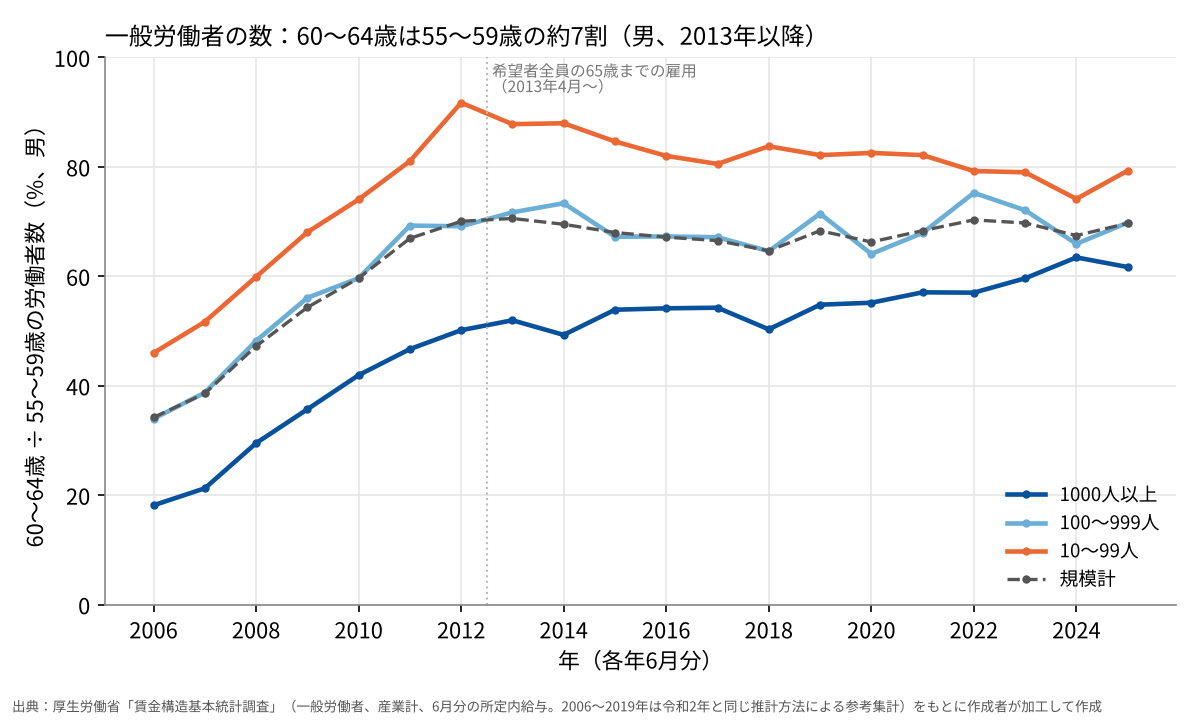 一般労働者の数：60～64歳は55～59歳の約7割（男、2013年以降）
希望者全員の65歳までの雇用
（2013年4月～）
60～64歳 ÷ 55～59歳の労働者数（%、男）
100
80
60
40
20
0
1000人以上
100～999人
10～99人
規模計
2006 2008 2010 2012 2014 2016 2018 2020 2022 2024
年（各年6月分）
出典：厚生労働省「賃金構造基本統計調査」（一般労働者、産業計、6月分の所定内給与。2006～2019年は令和2年と同じ推計方法による参考集計）をもとに作成者が加工して作成